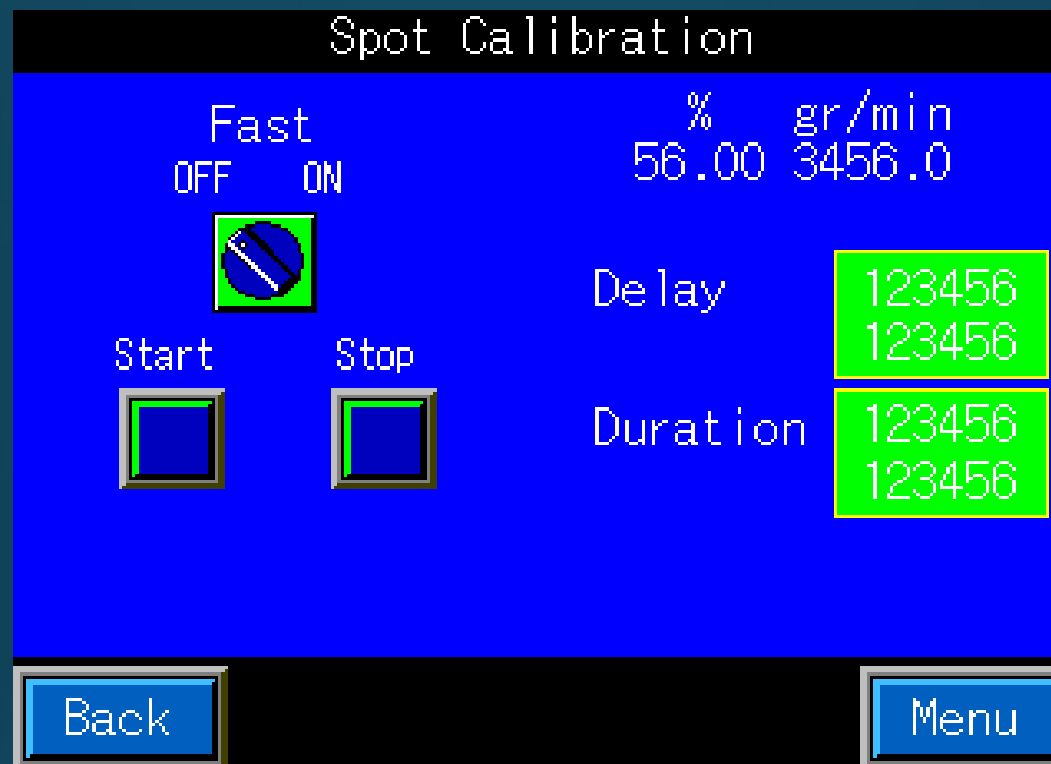 Spot Calibration
Fast
OFF ON
% gr/min
56.00 3456.0
Delay
123456
123456
Start Stop
Duration
123456
123456
Back
Menu